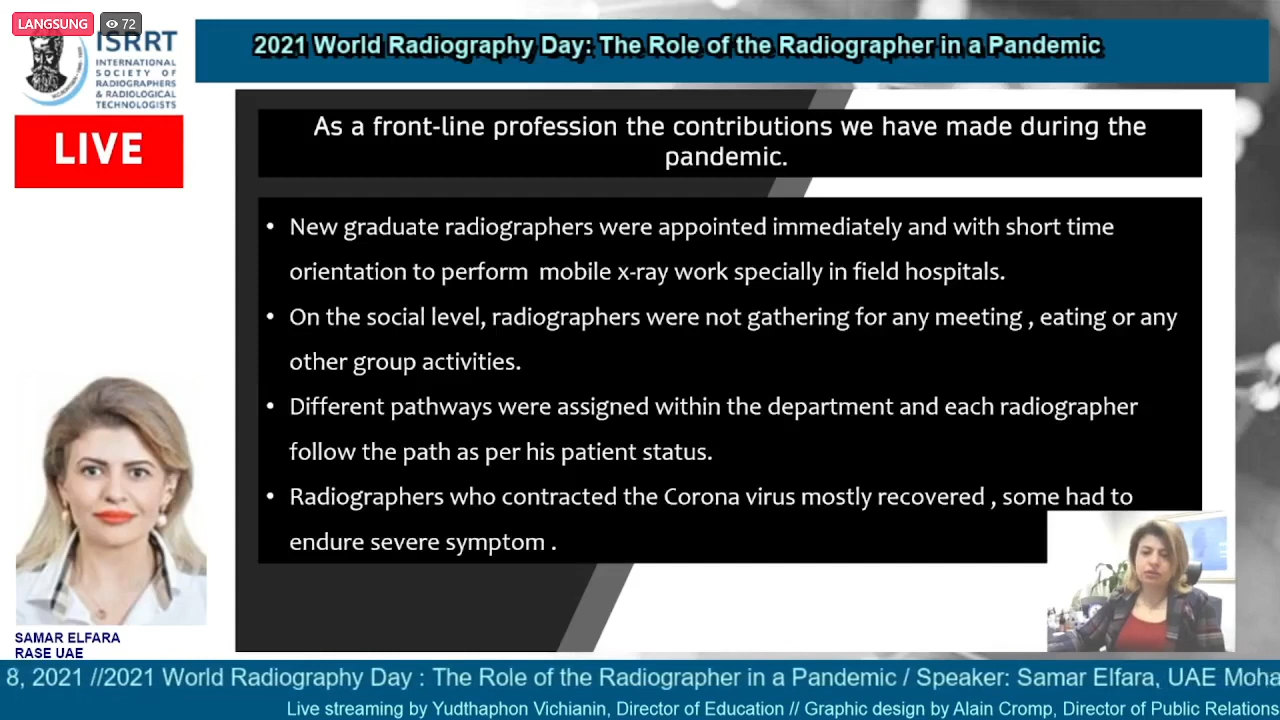 LANGSUNG 72
ISRRT
INTERNATIONAL
SOCIETY OF
RADIOGRAPHERS
& RADIOLOGICAL
TECHNOLOGISTS
2021 World Radiography Day: The Role of the Radiographer in a Pandemic
LIVE
As a front-line profession the contributions we have made during the
pandemic.
• New graduate radiographers were appointed immediately and with short time
orientation to perform mobile x-ray work specially in field hospitals.
• On the social level, radiographers were not gathering for any meeting , eating or any
other group activities.
• Different pathways were assigned within the department and each radiographer
follow the path as per his patient status.
• Radiographers who contracted the Corona virus mostly recovered , some had to
endure severe symptom .
SAMAR ELFARA
RASE UAE
8, 2021 //2021 World Radiography Day : The Role of the Radiographer in a Pandemic / Speaker: Samar Elfara, UAE Moha
Live streaming by Yudthaphon Vichianin, Director of Education // Graphic design by Alain Cromp, Director of Public Relations